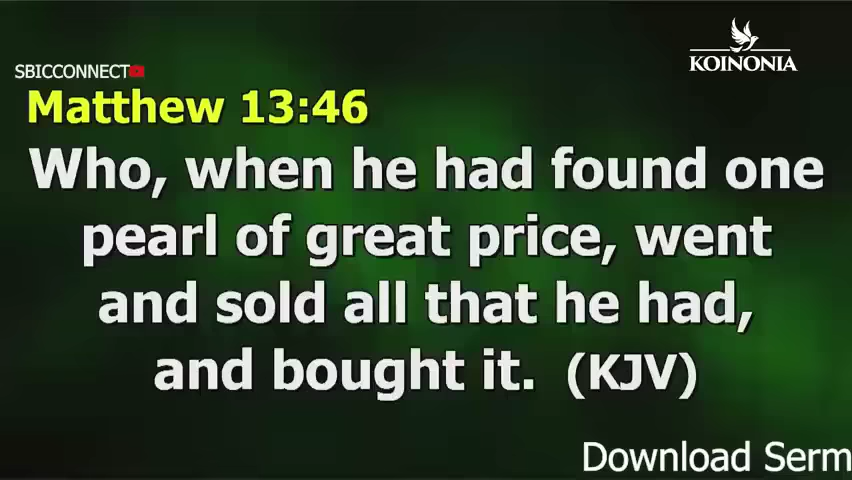 KOINONIA
SBICCONNECT
Matthew 13:46
Who, when he had found one
pearl of great price, went
and sold all that he had,
and bought it. (KJV)
Download Serm